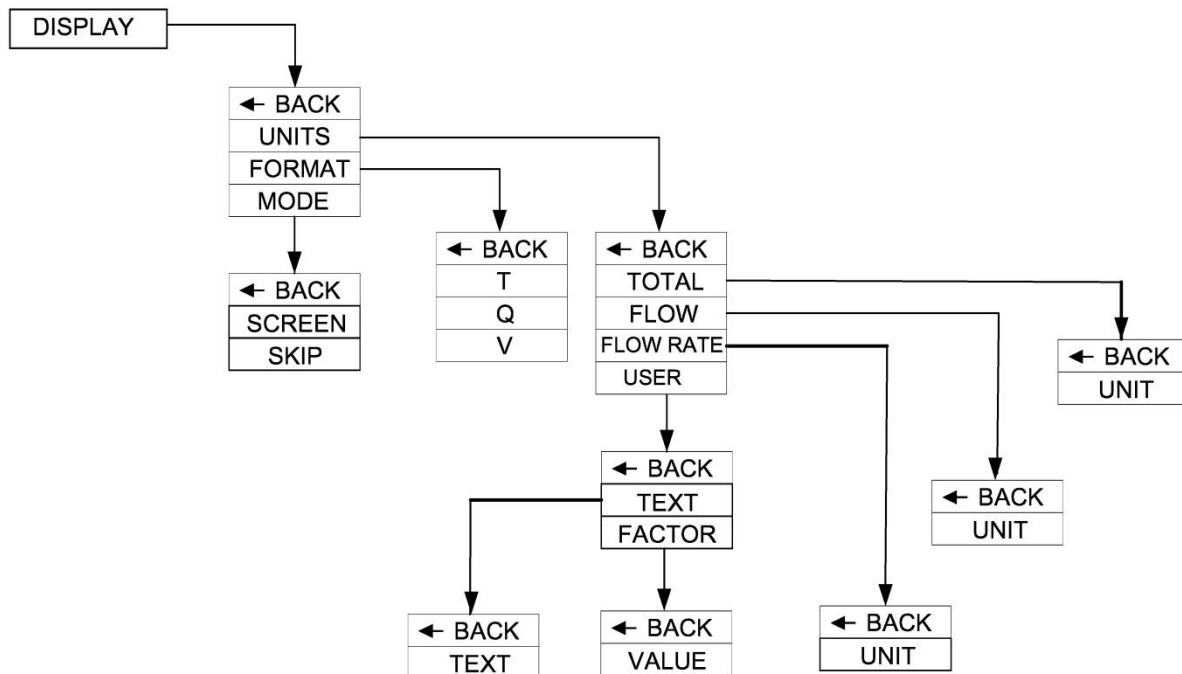 DISPLAY
← BACK
UNITS
FORMAT
MODE
← BACK
SCREEN
SKIP
← BACK
T
Q
V
← BACK
TOTAL
FLOW
FLOW RATE
USER
← BACK
UNIT
← BACK
TEXT
FACTOR
← BACK
UNIT
← BACK
TEXT
← BACK
VALUE
← BACK
UNIT